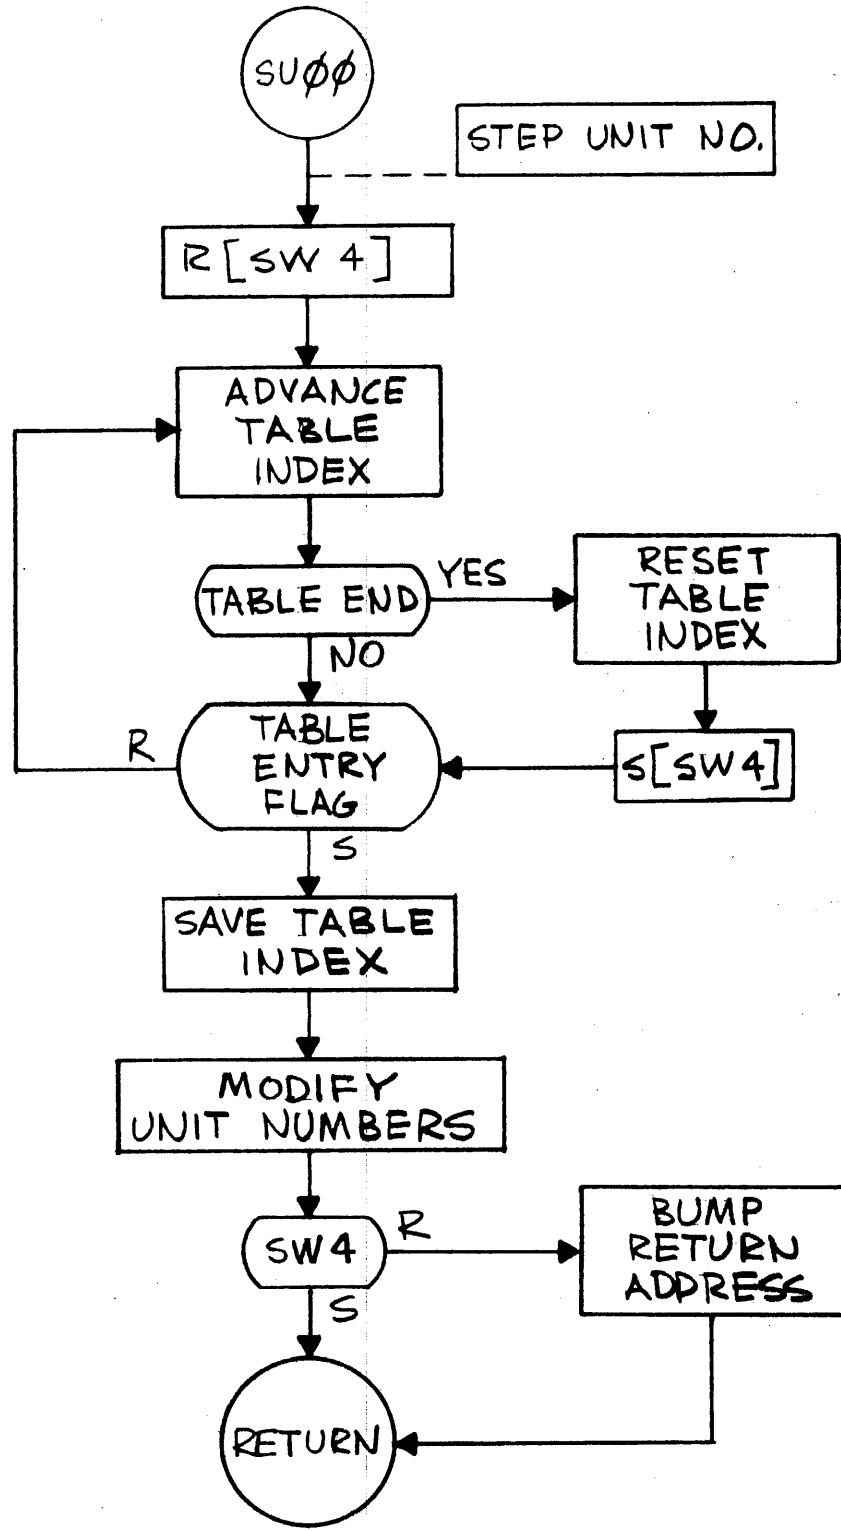 SUØØ
STEP UNIT NO.
R[SW 4]
ADVANCE
TABLE
INDEX
TABLE END
YES
RESET
TABLE
INDEX
NO
R
TABLE
ENTRY
FLAG
S[SW4]
S
SAVE TABLE
INDEX
MODIFY
UNIT NUMBERS
SW4
R
BUMP
RETURN
ADDRESS
S
RETURN